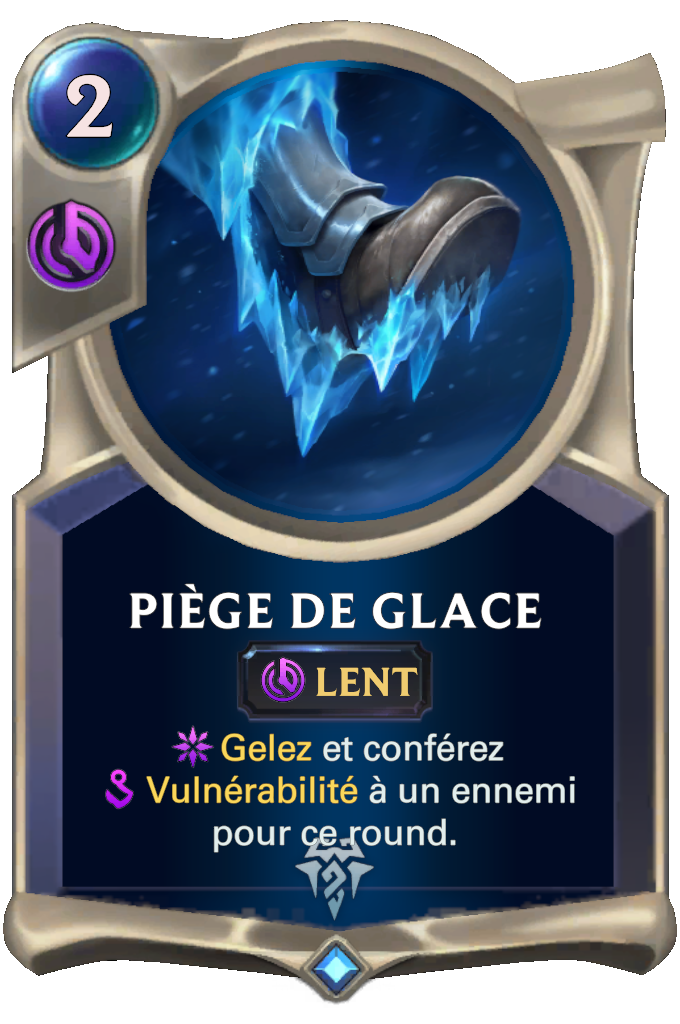 2
PIÈGE DE GLACE
LENT
Gelez et conférez
Vulnérabilité à un ennemi
pour ce round.